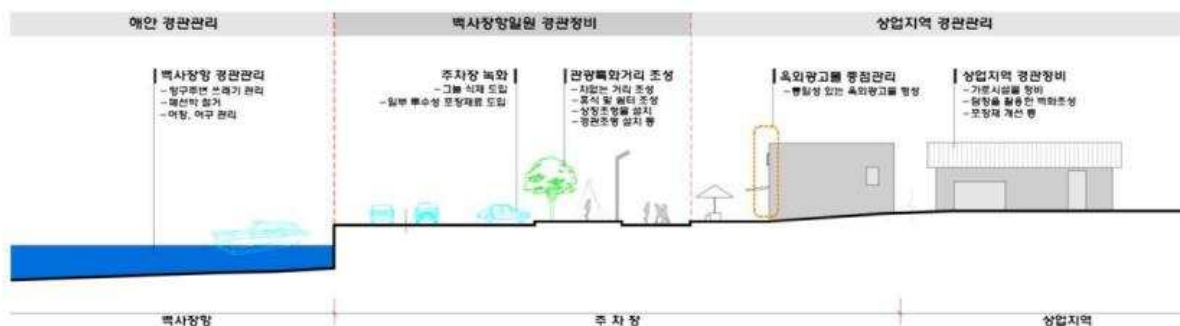 해안 경관관리
백사장항일원 경관정비
상업지역 경관관리
백사장항 경관관리
- 항구주변 쓰레기 관리
- 폐선박 철거
- 어망, 어구 관리
주차장 녹화
- 그늘 식재 도입
- 일부 투수성 포장재료 도입
관광특화거리 조성
- 차없는 거리 조성
- 휴식 및 쉼터 조성
- 상징조형물 설치
- 경관조명 설치 등
옥외광고물 중점관리
- 통일성 있는 옥외광고물 형성
상업지역 경관정비
- 가로시설물 정비
- 담장을 활용한 벽화조성
- 포장재 개선 등
백사장항
주 차 장
상업지역